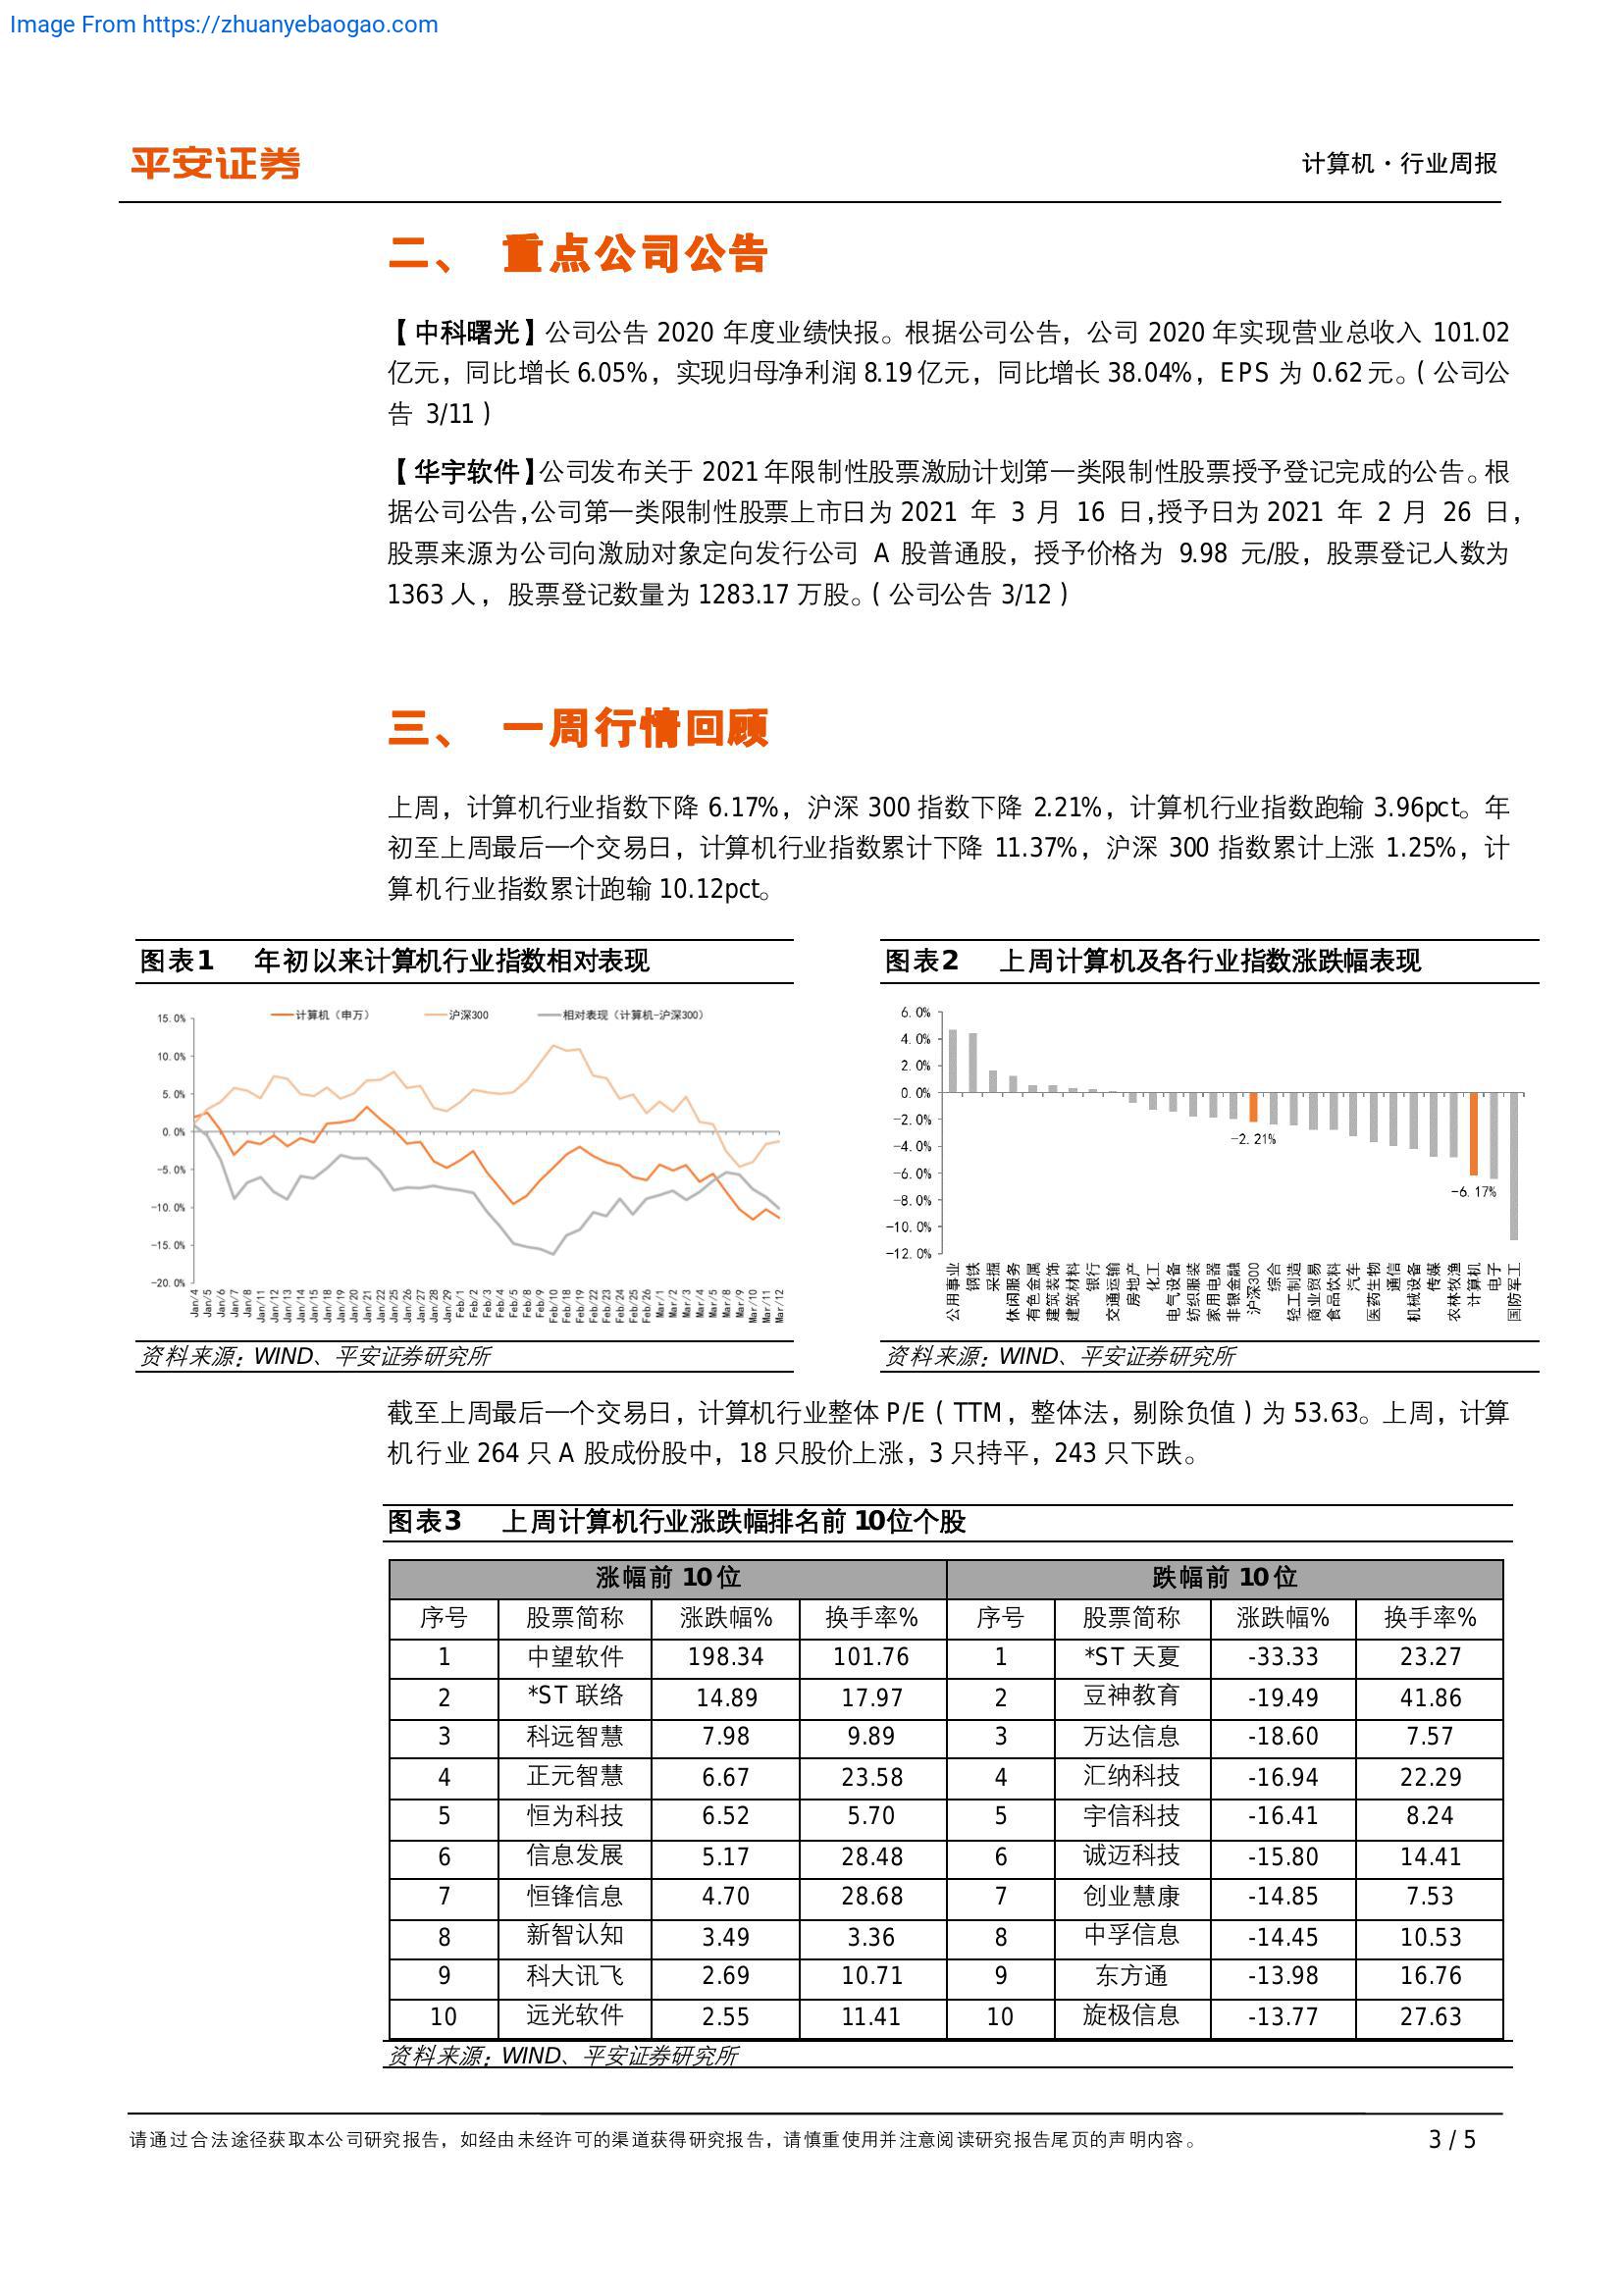 Image From https://zhuanyebaogao.com
平安证券
计算机·行业周报
二、 重点公司公告
【中科曙光】公司公告 2020 年度业绩快报。根据公司公告，公司 2020 年实现营业总收入 101.02
亿元，同比增长 6.05%，实现归母净利润 8.19 亿元，同比增长 38.04%，EPS 为 0.62 元。(公司公
告 3/11)
【华宇软件】公司发布关于 2021 年限制性股票激励计划第一类限制性股票授予登记完成的公告。根
据公司公告，公司第一类限制性股票上市日为 2021 年 3 月 16 日，授予日为 2021 年 2 月 26 日，
股票来源为公司向激励对象定向发行公司 A 股普通股，授予价格为 9.98 元/股，股票登记人数为
1363 人，股票登记数量为 1283.17 万股。(公司公告 3/12)
三、 一周行情回顾
上周，计算机行业指数下降 6.17%，沪深 300 指数下降 2.21%，计算机行业指数跑输 3.96pct。年
初至上周最后一个交易日，计算机行业指数累计下降 11.37%，沪深 300 指数累计上涨 1.25%，计
算机行业指数累计跑输 10.12pct。
图表1 年初以来计算机行业指数相对表现
计算机（申万） 沪深300 相对表现（计算机-沪深300）
15.0%
10.0%
5.0%
0.0%
-5.0%
-10.0%
-15.0%
-20.0%
Jan/4 Jan/5 Jan/6 Jan/7 Jan/8 Jan/11 Jan/12 Jan/13 Jan/14 Jan/15 Jan/18 Jan/19 Jan/20 Jan/21 Jan/22 Jan/25 Jan/26 Jan/27 Jan/28 Jan/29 Feb/1 Feb/2 Feb/3 Feb/4 Feb/5 Feb/8 Feb/9 Feb/10 Feb/18 Feb/19 Feb/22 Feb/23 Feb/24 Feb/25 Feb/26 Mar/1 Mar/2 Mar/3 Mar/4 Mar/5 Mar/8 Mar/9 Mar/10 Mar/11 Mar/12
资料来源：WIND、平安证券研究所
图表2 上周计算机及各行业指数涨跌幅表现
6.0%
4.0%
2.0%
0.0%
-2.0%
-4.0%
-6.0%
-8.0%
-10.0%
-12.0%
-2.21%
-6.17%
公用事业 钢铁 采掘 休闲服务 有色金属 建筑装饰 建筑材料 银行 交通运输 房地产 化工 电气设备 纺织服装 家用电器 非银金融 沪深300 综合 轻工制造 商业贸易 食品饮料 汽车 医药生物 通信 机械设备 传媒 农林牧渔 计算机 电子 国防军工
资料来源：WIND、平安证券研究所
截至上周最后一个交易日，计算机行业整体 P/E（TTM，整体法，剔除负值）为 53.63。上周，计算
机行业 264 只 A 股成份股中，18 只股价上涨，3 只持平，243 只下跌。
图表3 上周计算机行业涨跌幅排名前 10位个股
涨幅前 10 位 跌幅前 10 位
序号 股票简称 涨跌幅% 换手率% 序号 股票简称 涨跌幅% 换手率%
1 中望软件 198.34 101.76 1 *ST 天夏 -33.33 23.27
2 *ST 联络 14.89 17.97 2 豆神教育 -19.49 41.86
3 科远智慧 7.98 9.89 3 万达信息 -18.60 7.57
4 正元智慧 6.67 23.58 4 汇纳科技 -16.94 22.29
5 恒为科技 6.52 5.70 5 宇信科技 -16.41 8.24
6 信息发展 5.17 28.48 6 诚迈科技 -15.80 14.41
7 恒锋信息 4.70 28.68 7 创业慧康 -14.85 7.53
8 新智认知 3.49 3.36 8 中孚信息 -14.45 10.53
9 科大讯飞 2.69 10.71 9 东方通 -13.98 16.76
10 远光软件 2.55 11.41 10 旋极信息 -13.77 27.63
资料来源：WIND、平安证券研究所
请通过合法途径获取本公司研究报告，如经由未经许可的渠道获得研究报告，请慎重使用并注意阅读研究报告尾页的声明内容。
3 / 5